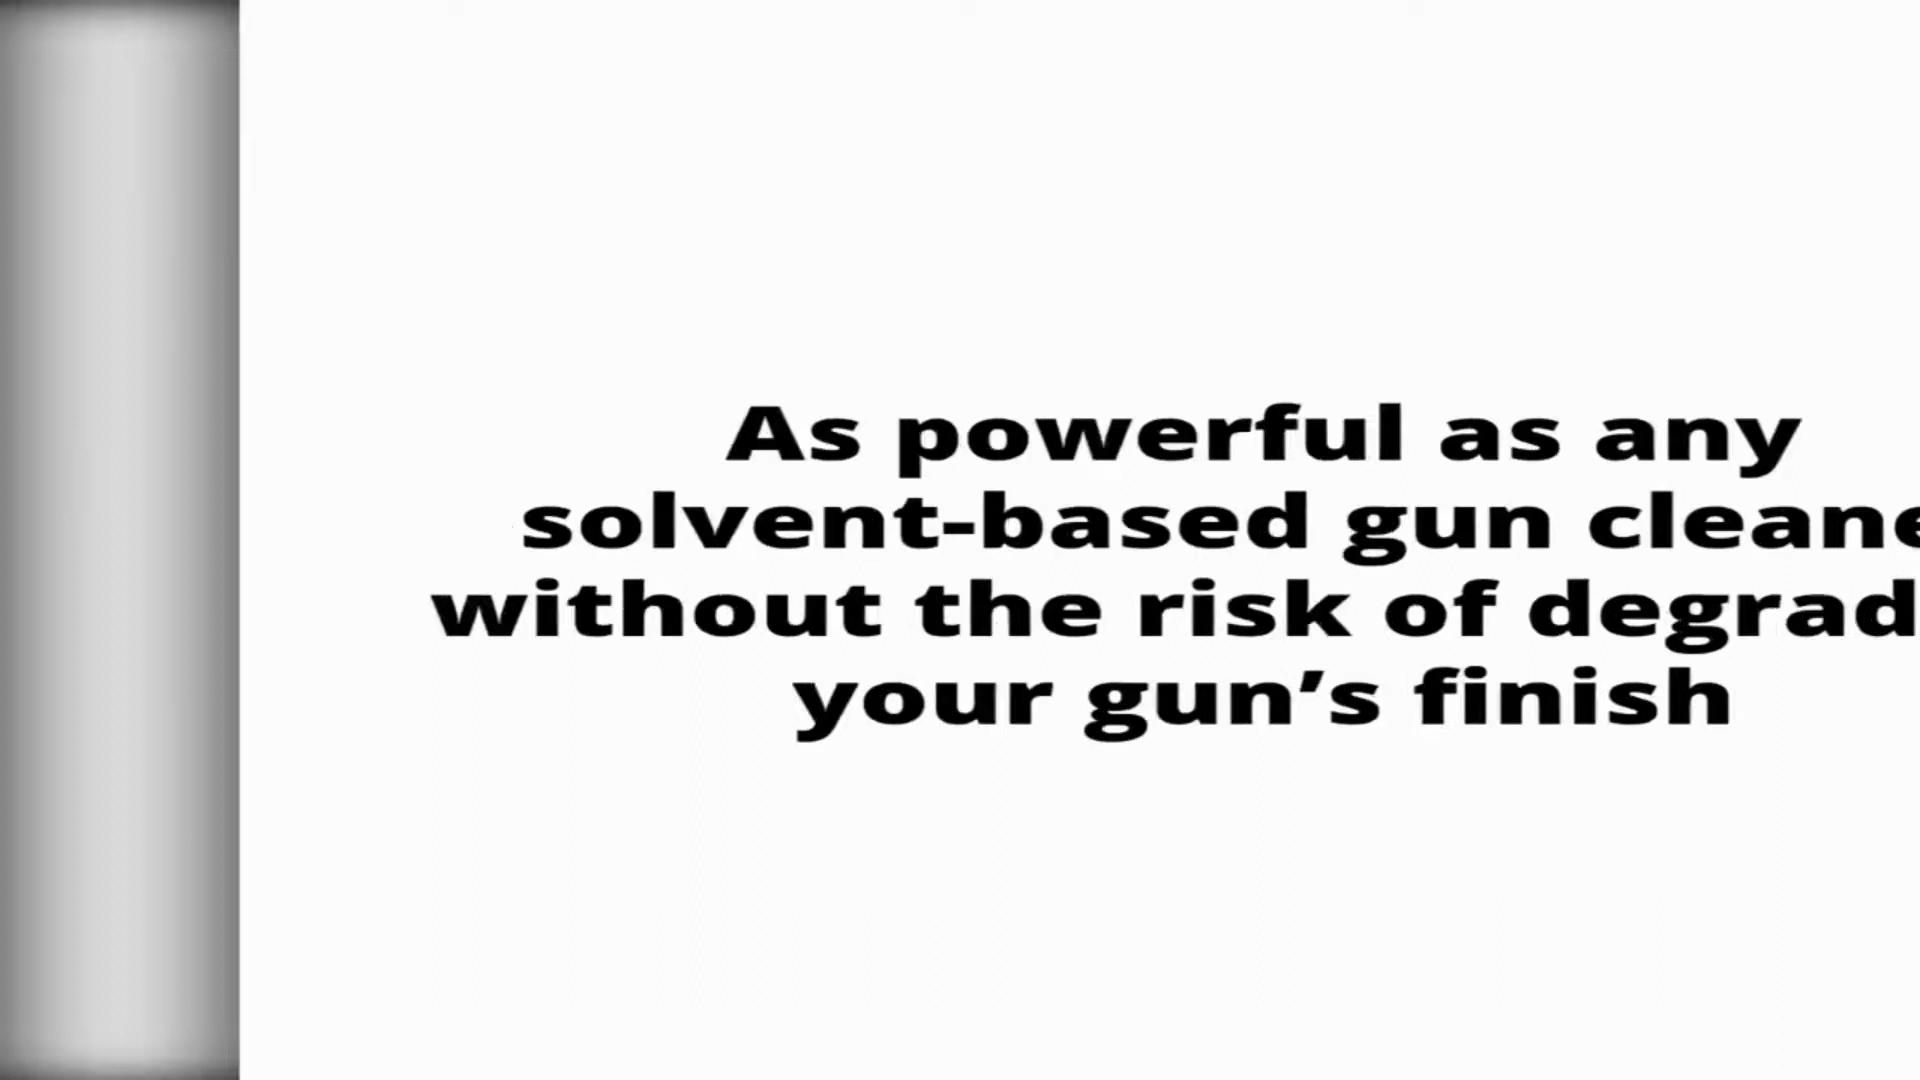 As powerful as any
solvent-based gun cleane
without the risk of degrad
your gun’s finish